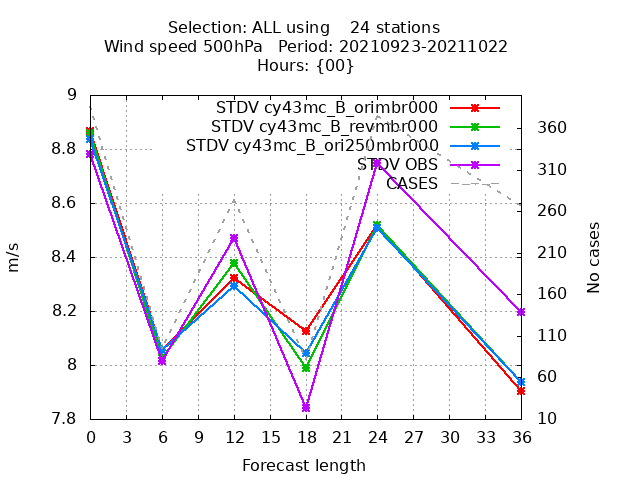 Selection: ALL using    24 stations
Wind speed 500hPa   Period: 20210923-20211022
Hours: {00}
STDV cy43mc_B_orimbr000
STDV cy43mc_B_revmbr000
STDV cy43mc_B_ori250mbr000
STDV OBS
CASES
m/s
9
8.8
8.6
8.4
8.2
8
7.8
No cases
360
310
260
210
160
110
60
10
0 3 6 9 12 15 18 21 24 27 30 33 36
Forecast length